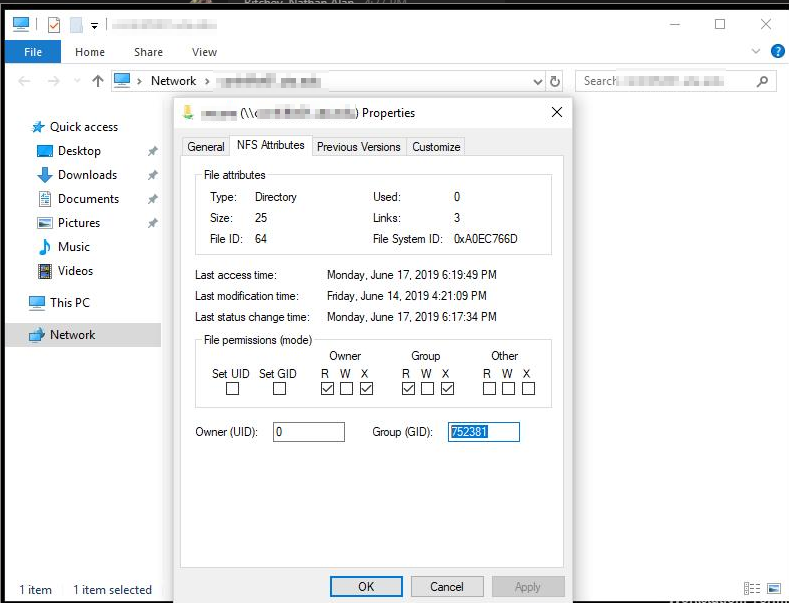 Ritchey, Nathan Alan
File Home Share View
Network
Search
(\\ Properties
Quick access
Desktop
Downloads
Documents
Pictures
Music
Videos
This PC
Network
General NFS Attributes Previous Versions Customize
File attributes
Type: Directory Used: 0
Size: 25 Links: 3
File ID: 64 File System ID: 0xA0EC766D
Last access time: Monday, June 17, 2019 6:19:49 PM
Last modification time: Friday, June 14, 2019 4:21:09 PM
Last status change time: Monday, June 17, 2019 6:17:34 PM
File permissions (mode)
Owner Group Other
Set UID Set GID R W X R W X R W X
Owner (UID): 0 Group (GID): 752381
OK Cancel Apply
1 item 1 item selected